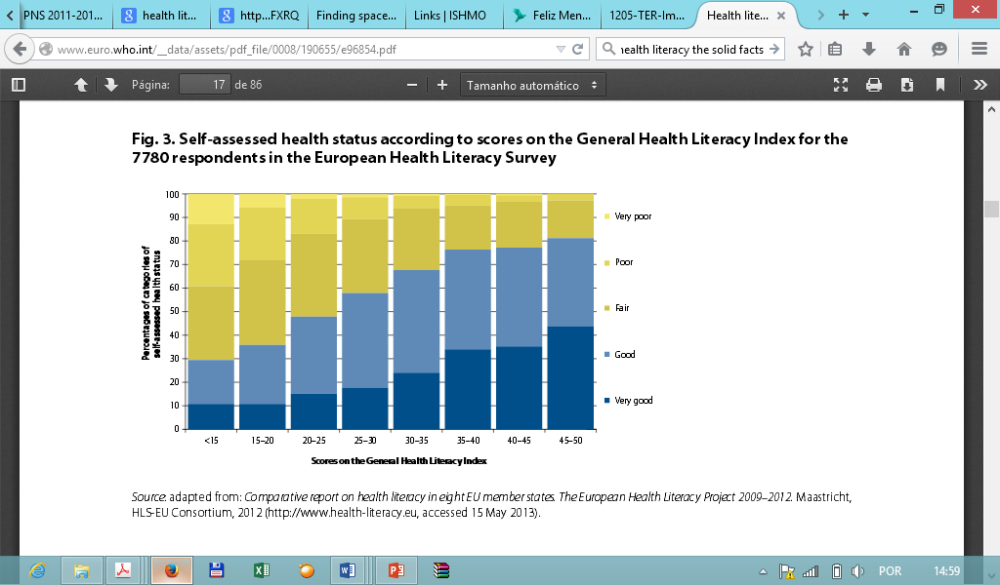 PNS 2011-201...
health lit...
http...FXRQ
Finding space...
Links | ISHMO
Feliz Men...
1205-TER-Im...
Health lite...
www.euro.who.int/__data/assets/pdf_file/0008/190655/e96854.pdf
health literacy the solid facts
Página: 17 de 86
Tamanho automático
Fig. 3. Self-assessed health status according to scores on the General Health Literacy Index for the
7780 respondents in the European Health Literacy Survey
Percentages of categories of
self-assessed health status
100
90
80
70
60
50
40
30
20
10
0
Very poor
Poor
Fair
Good
Very good
<15 15–20 20–25 25–30 30–35 35–40 40–45 45–50
Scores on the General Health Literacy Index
Source: adapted from: Comparative report on health literacy in eight EU member states. The European Health Literacy Project 2009–2012. Maastricht,
HLS-EU Consortium, 2012 (http://www.health-literacy.eu, accessed 15 May 2013).
POR 14:59